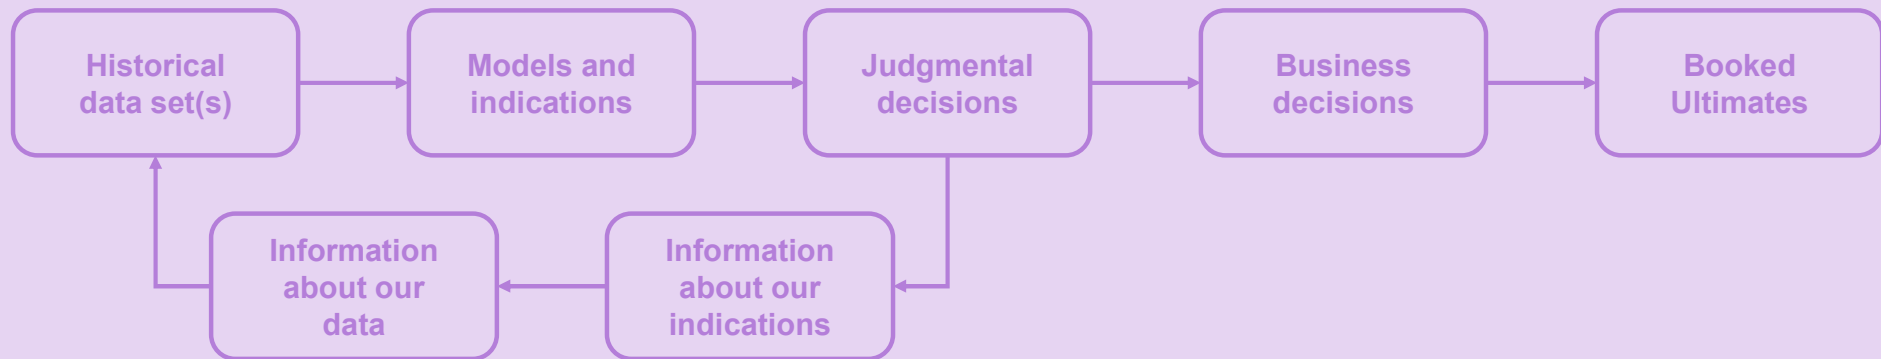 Historical
data set(s)
Models and
indications
Judgmental
decisions
Business
decisions
Booked
Ultimates
Information
about our
data
Information
about our
indications